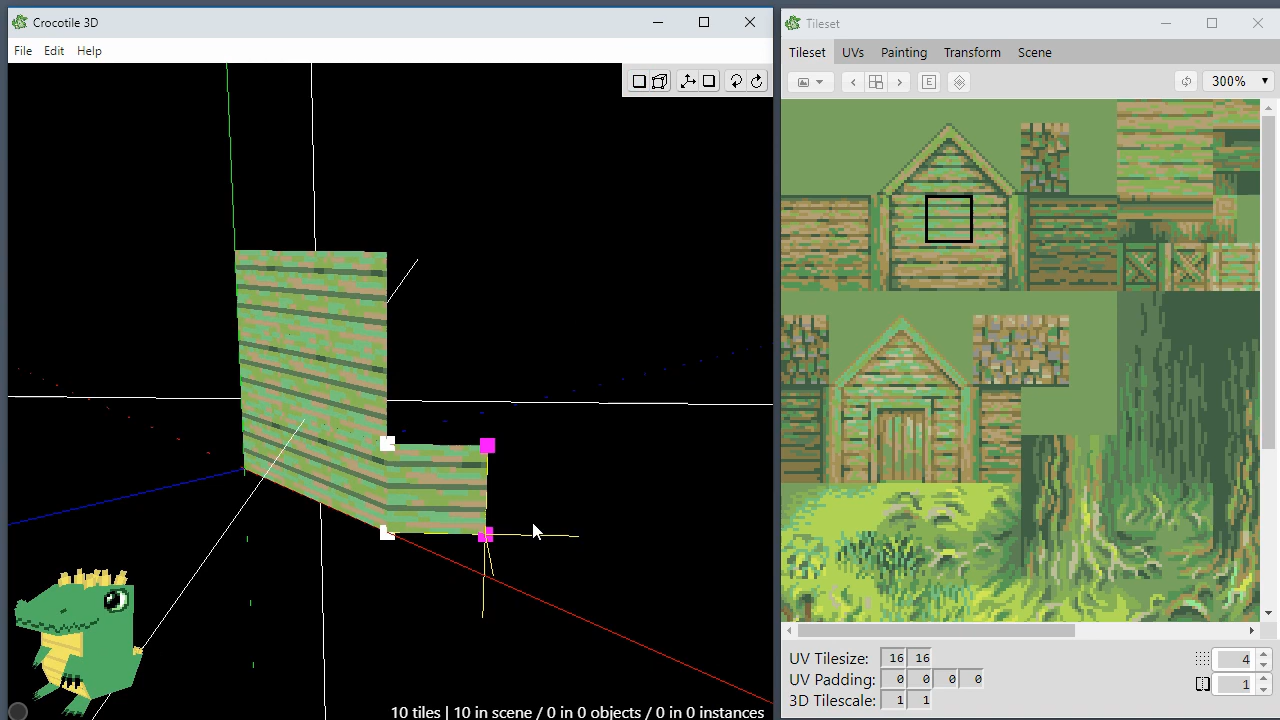 Crocotile 3D
File Edit Help
10 tiles | 10 in scene / 0 in 0 objects / 0 in 0 instances
Tileset
Tileset UVs Painting Transform Scene
E 300%
UV Tilesize: 16 16
UV Padding: 0 0 0 0
3D Tilescale: 1 1
4
1